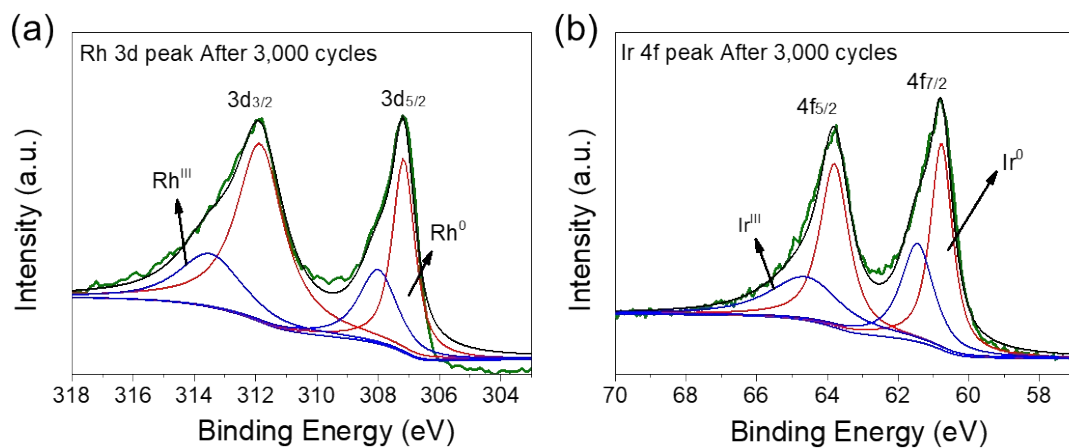 (a)
Rh 3d peak After 3,000 cycles
3d3/2
3d5/2
Rh^III
Rh^0
Intensity (a.u.)
318 316 314 312 310 308 306 304
Binding Energy (eV)
(b)
Ir 4f peak After 3,000 cycles
4f7/2
4f5/2
Ir^0
Ir^III
Intensity (a.u.)
70 68 66 64 62 60 58
Binding Energy (eV)